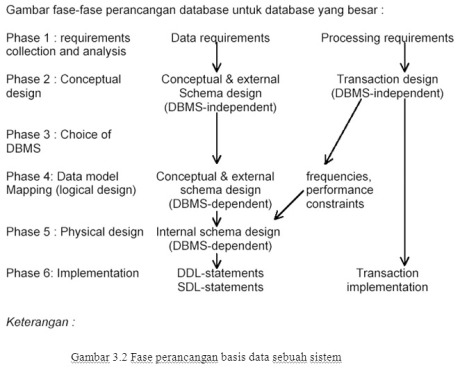 Gambar fase-fase perancangan database untuk database yang besar :
Phase 1 : requirements Data requirements Processing requirements
collection and analysis
Phase 2 : Conceptual Conceptual & external Transaction design
design Schema design (DBMS-independent)
(DBMS-independent)
Phase 3 : Choice of
DBMS
Phase 4: Data model Conceptual & external frequencies,
Mapping (logical design) schema design performance
(DBMS-dependent) constraints
Phase 5 : Physical design Internal schema design
(DBMS-dependent)
Phase 6: Implementation DDL-statements Transaction
SDL-statements implementation
Keterangan :
Gambar 3.2 Fase perancangan basis data sebuah sistem